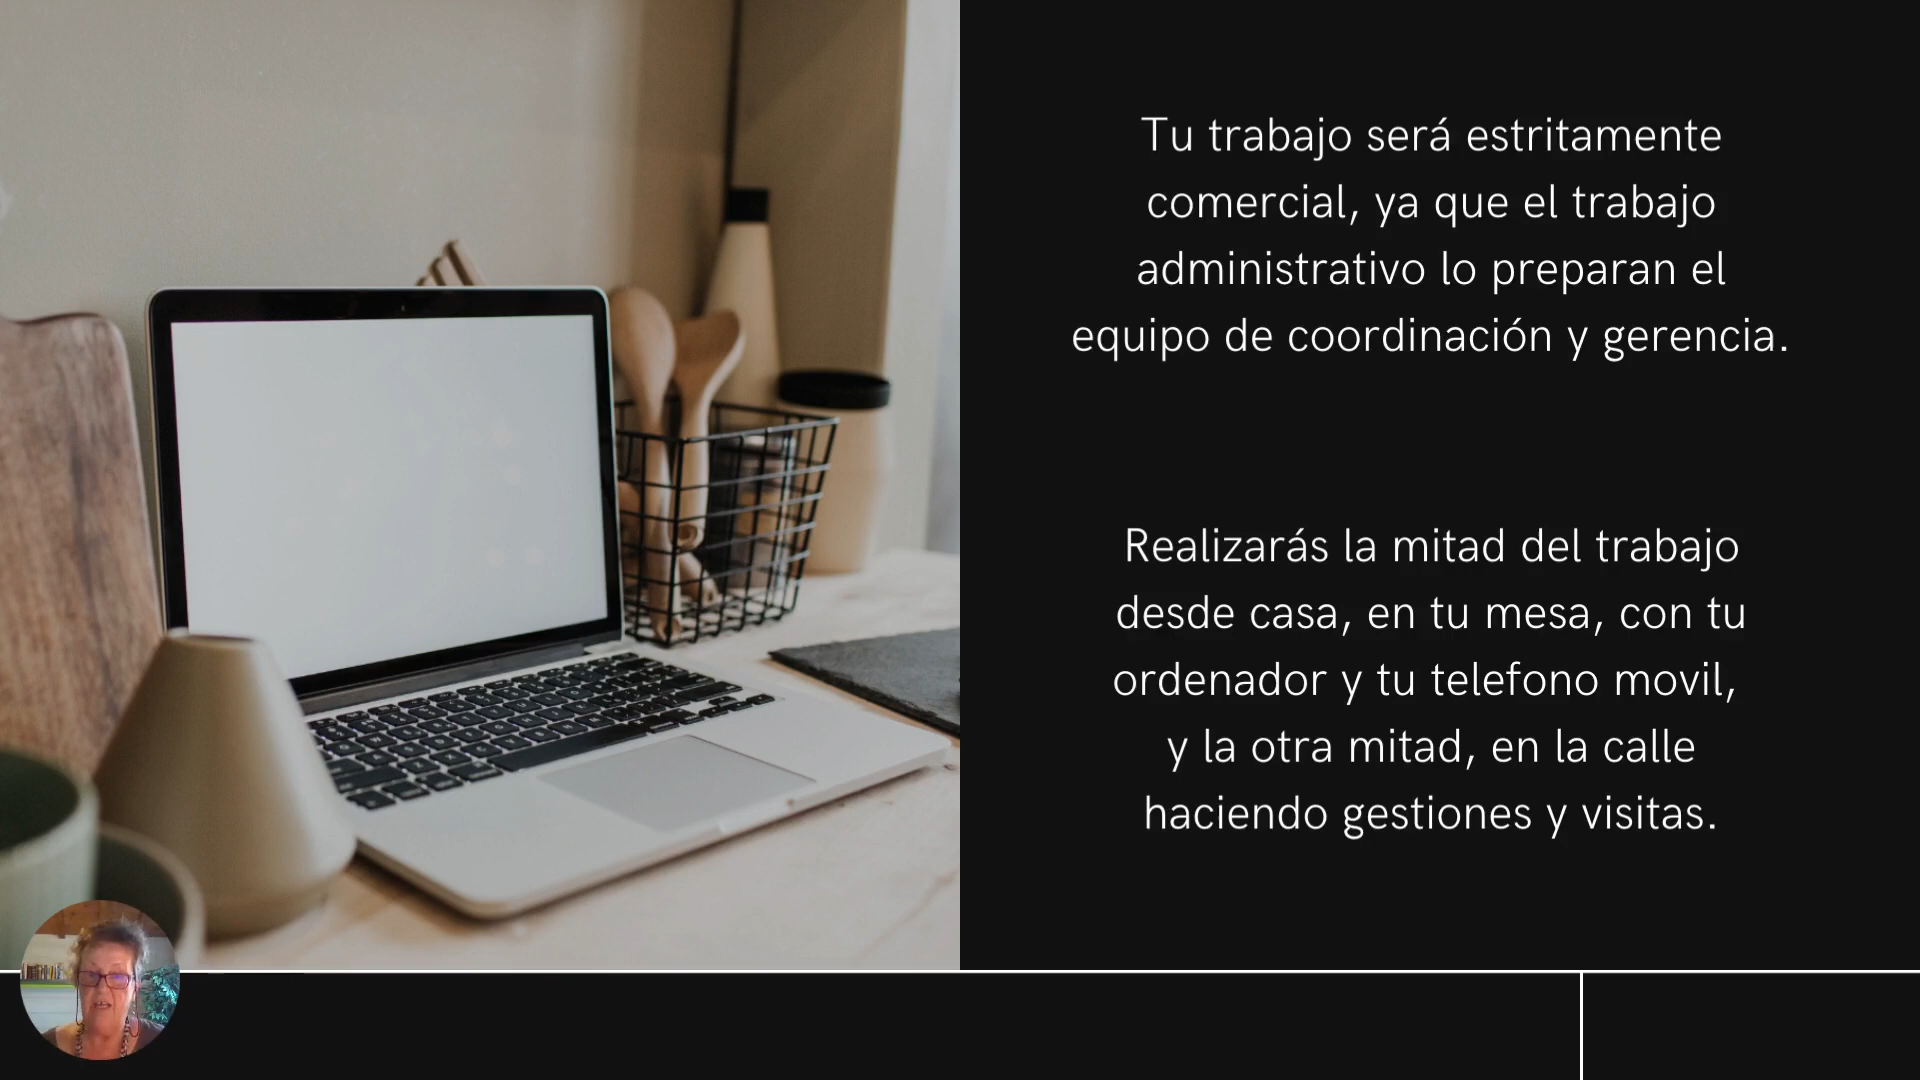 Tu trabajo será estritamente
comercial, ya que el trabajo
administrativo lo preparan el
equipo de coordinación y gerencia.
Realizarás la mitad del trabajo
desde casa, en tu mesa, con tu
ordenador y tu telefono movil,
y la otra mitad, en la calle
haciendo gestiones y visitas.